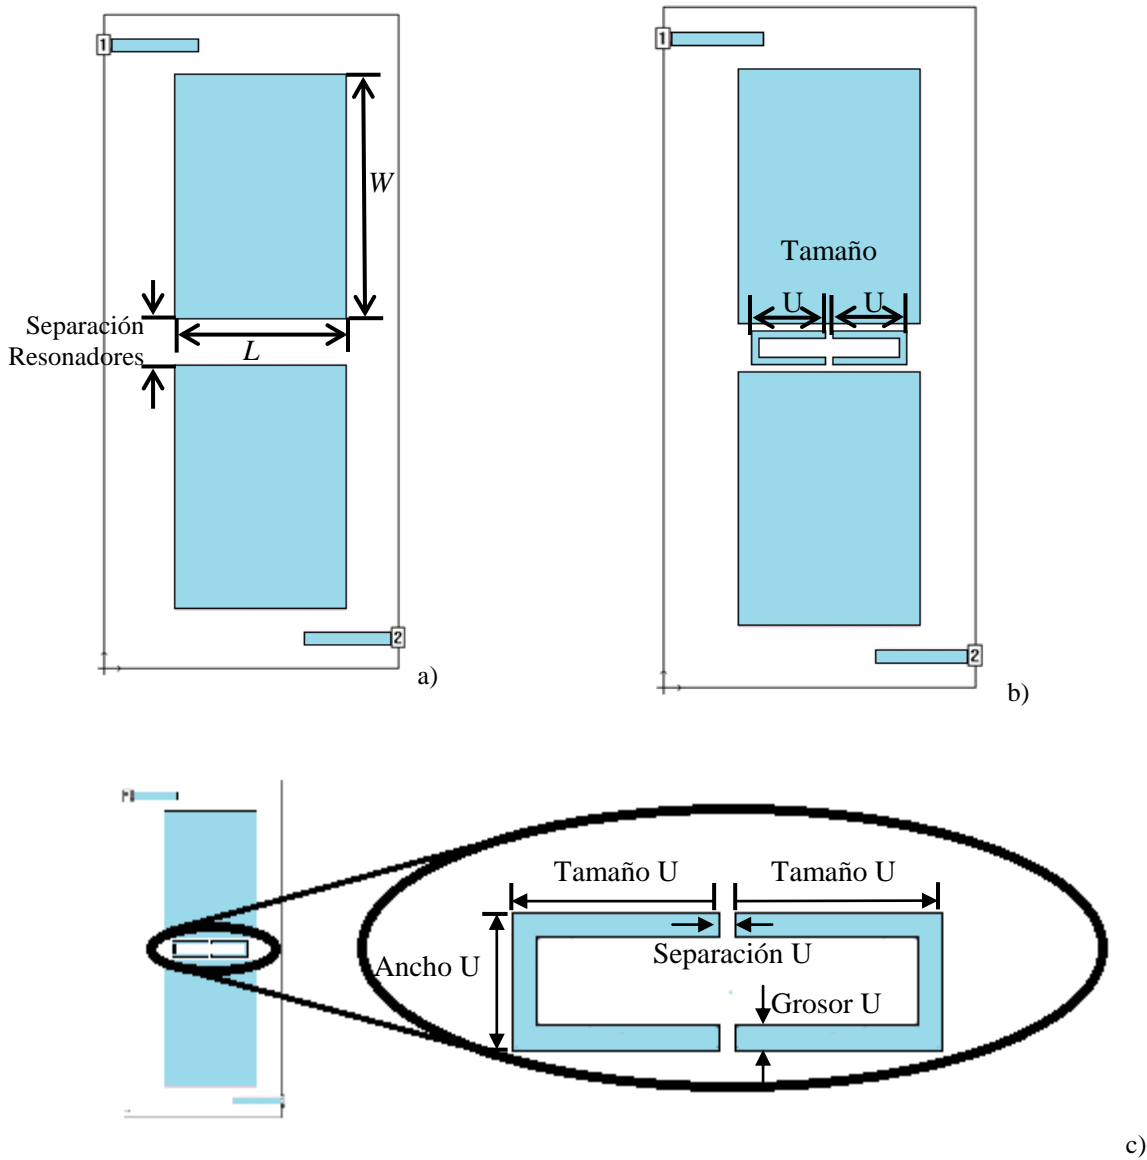 1
W
Separación
Resonadores
L
2
a)
1
Tamaño
U U
2
b)
Tamaño U Tamaño U
Ancho U
Separación U
Grosor U
c)